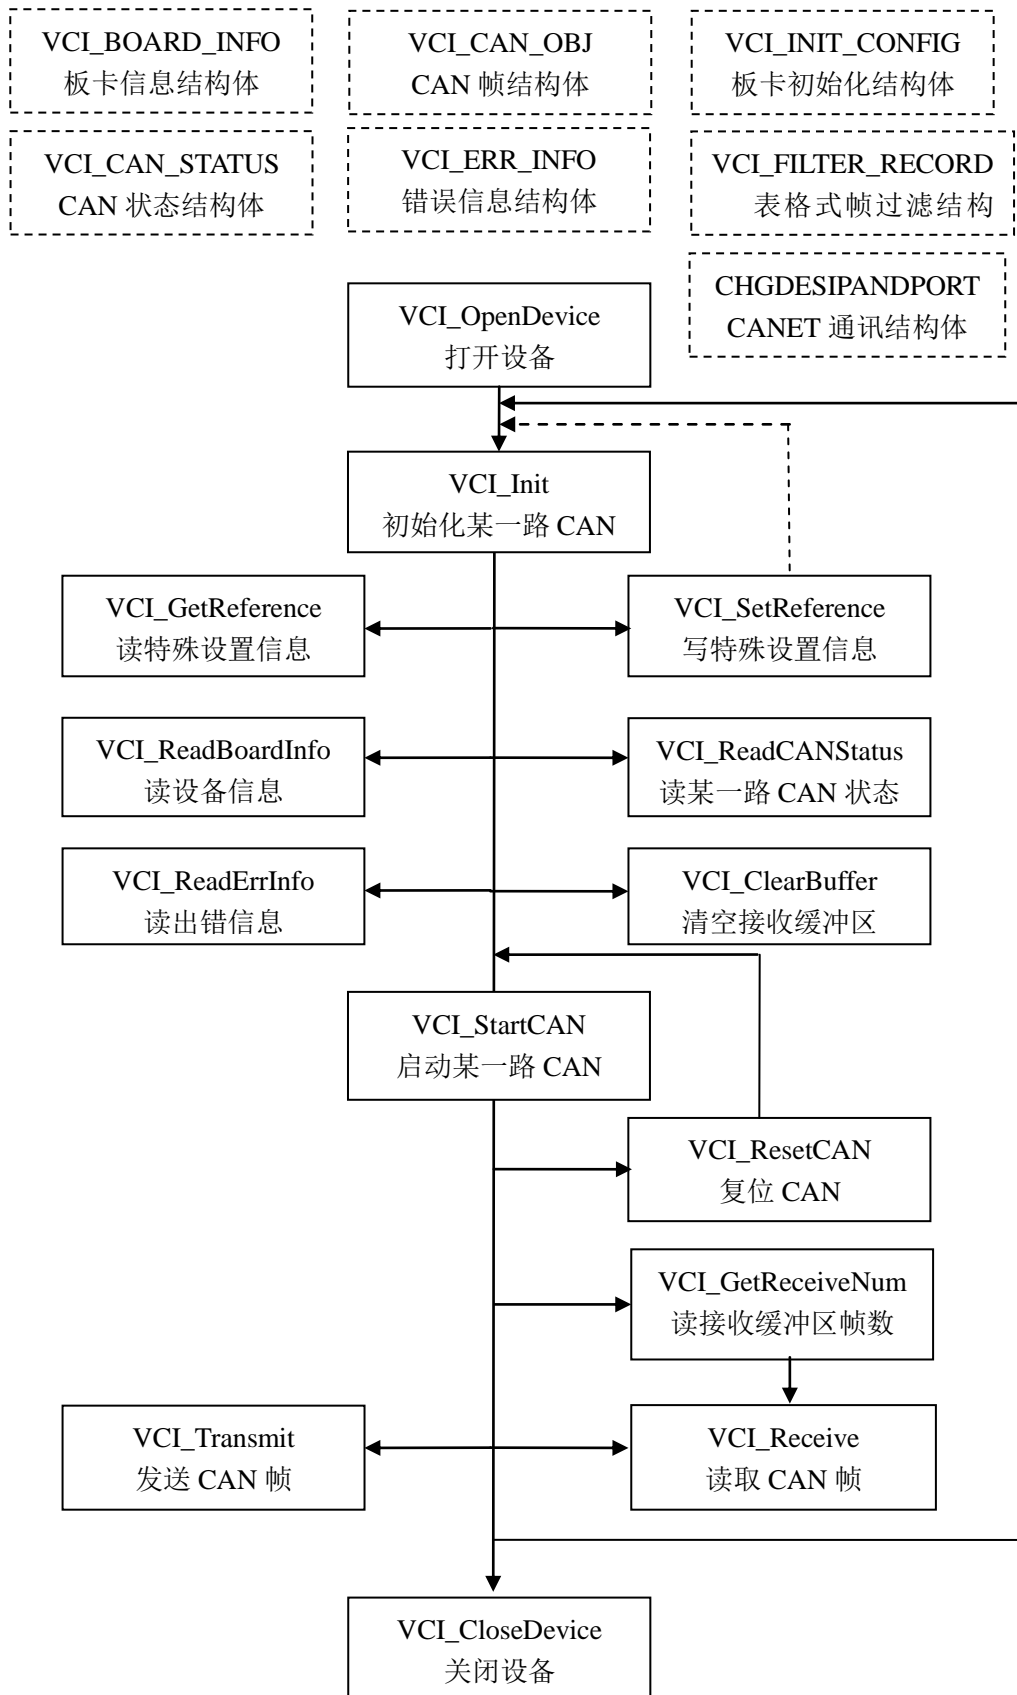 VCI_BOARD_INFO
板卡信息结构体
VCI_CAN_OBJ
CAN 帧结构体
VCI_INIT_CONFIG
板卡初始化结构体
VCI_CAN_STATUS
CAN 状态结构体
VCI_ERR_INFO
错误信息结构体
VCI_FILTER_RECORD
表格式帧过滤结构
CHGDESIPANDPORT
CANET 通讯结构体
VCI_OpenDevice
打开设备
VCI_Init
初始化某一路 CAN
VCI_GetReference
读特殊设置信息
VCI_SetReference
写特殊设置信息
VCI_ReadBoardInfo
读设备信息
VCI_ReadCANStatus
读某一路 CAN 状态
VCI_ReadErrInfo
读出错信息
VCI_ClearBuffer
清空接收缓冲区
VCI_StartCAN
启动某一路 CAN
VCI_ResetCAN
复位 CAN
VCI_GetReceiveNum
读接收缓冲区帧数
VCI_Transmit
发送 CAN 帧
VCI_Receive
读取 CAN 帧
VCI_CloseDevice
关闭设备